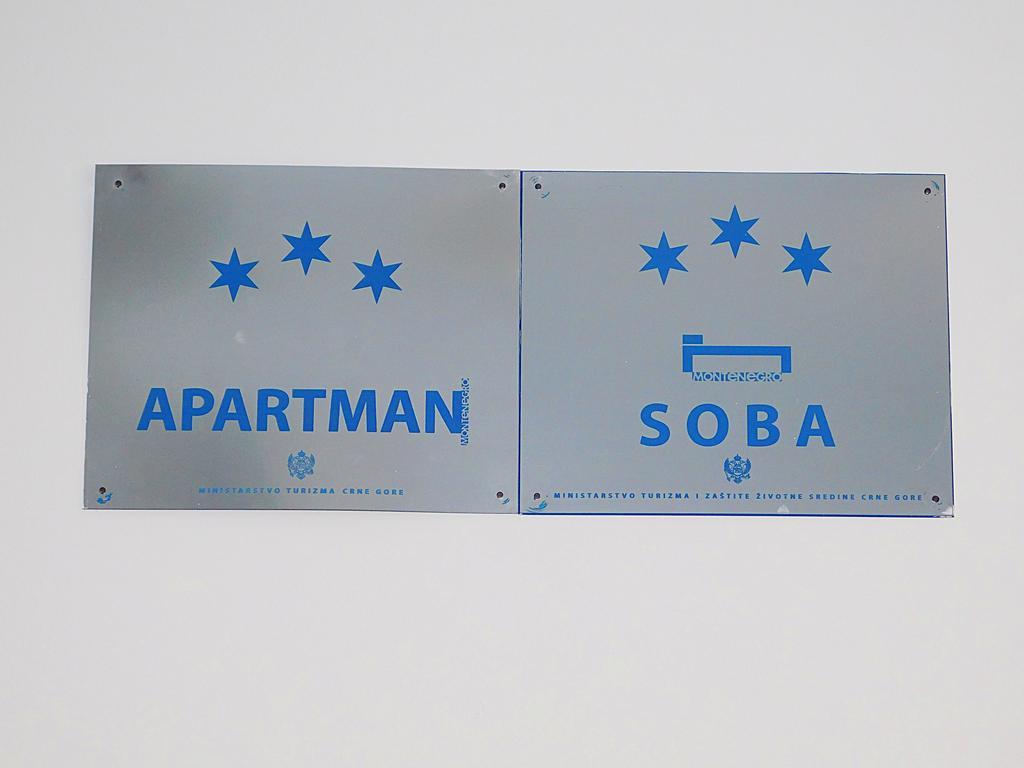 APARTMAN
MONTENEGRO
MINISTARSTVO TURIZMA CRNE GORE
MONTENEGRO
SOBA
MINISTARSTVO TURIZMA I ZAŠTITE ŽIVOTNE SREDINE CRNE GORE